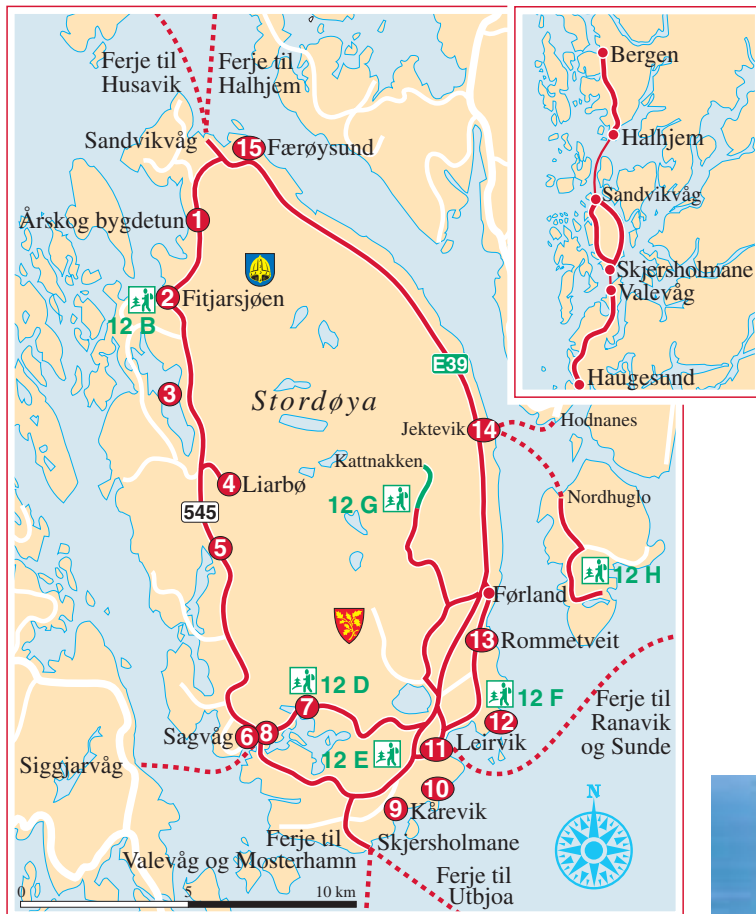 Ferje til
Husavik
Ferje til
Halhjem
Sandvikvåg
15 Færøysund
Årskog bygdetun 1
2 Fitjarsjøen
12 B
3
E39
Stordøya
Jektevik 14
Hodnanes
Kattnakken
4 Liarbø
12 G
Nordhuglo
545
5
12 H
Førland
13 Rommetveit
12 D
7
12 F
12
Ferje til
Ranavik
og Sunde
Sagvåg 6 8
12 E
11 Leirvik
Siggjarvåg
10
9 Kårevik
Ferje til
Valevåg og Mosterhamn
Skjersholmane
Ferje til
Utbjoa
N
0 5 10 km
Bergen
Halhjem
Sandvikvåg
Skjersholmane
Valevåg
Haugesund